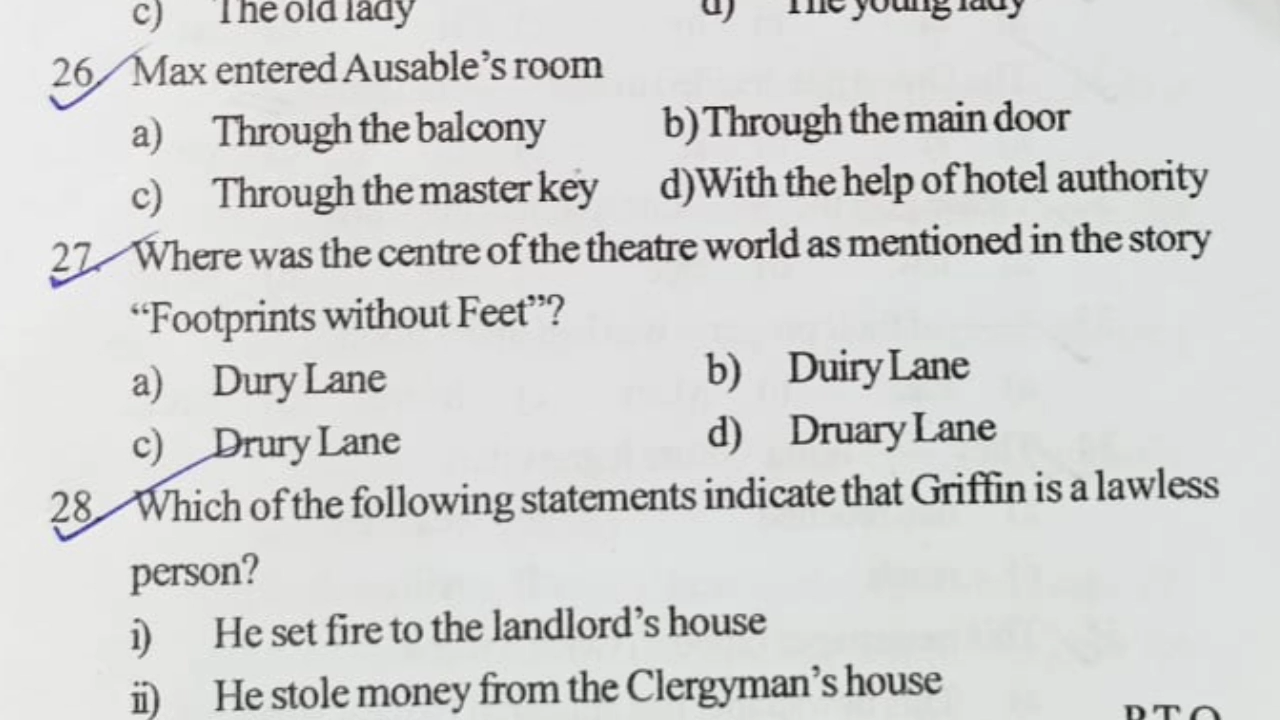 c) The old lady d) The young lady
26. Max entered Ausable's room
a) Through the balcony b) Through the main door
c) Through the master key d) With the help of hotel authority
27. Where was the centre of the theatre world as mentioned in the story
“Footprints without Feet”?
a) Dury Lane b) Duiry Lane
c) Drury Lane d) Druary Lane
28. Which of the following statements indicate that Griffin is a lawless
person?
i) He set fire to the landlord's house
ii) He stole money from the Clergyman's house
P.T.O